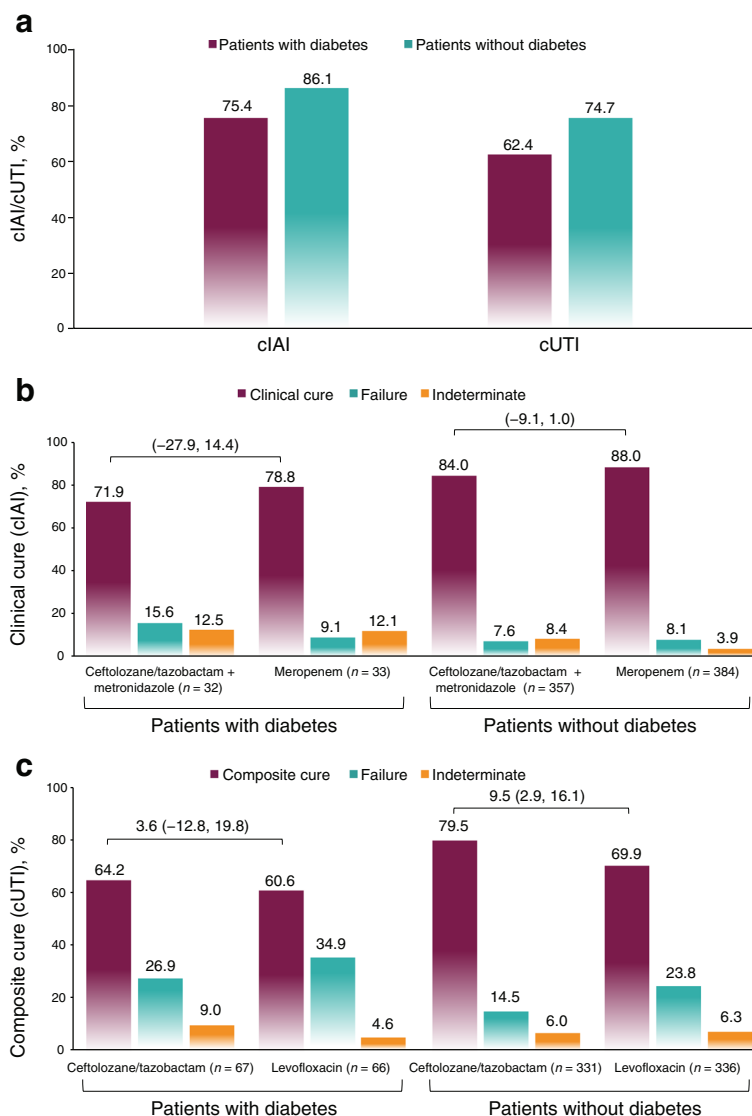 a
Patients with diabetes Patients without diabetes
cIAI/cUTI, %
100
80
60
40
20
0
75.4
86.1
62.4
74.7
cIAI
cUTI
b
Clinical cure Failure Indeterminate
Clinical cure (cIAI), %
100
80
60
40
20
0
(−27.9, 14.4)
(−9.1, 1.0)
71.9
15.6
12.5
78.8
9.1
12.1
84.0
7.6
8.4
88.0
8.1
3.9
Ceftolozane/tazobactam +
metronidazole (n = 32)
Meropenem (n = 33)
Ceftolozane/tazobactam +
metronidazole (n = 357)
Meropenem (n = 384)
Patients with diabetes
Patients without diabetes
c
Composite cure Failure Indeterminate
Composite cure (cUTI), %
100
80
60
40
20
0
3.6 (−12.8, 19.8)
9.5 (2.9, 16.1)
64.2
26.9
9.0
60.6
34.9
4.6
79.5
14.5
6.0
69.9
23.8
6.3
Ceftolozane/tazobactam (n = 67)
Levofloxacin (n = 66)
Ceftolozane/tazobactam (n = 331)
Levofloxacin (n = 336)
Patients with diabetes
Patients without diabetes